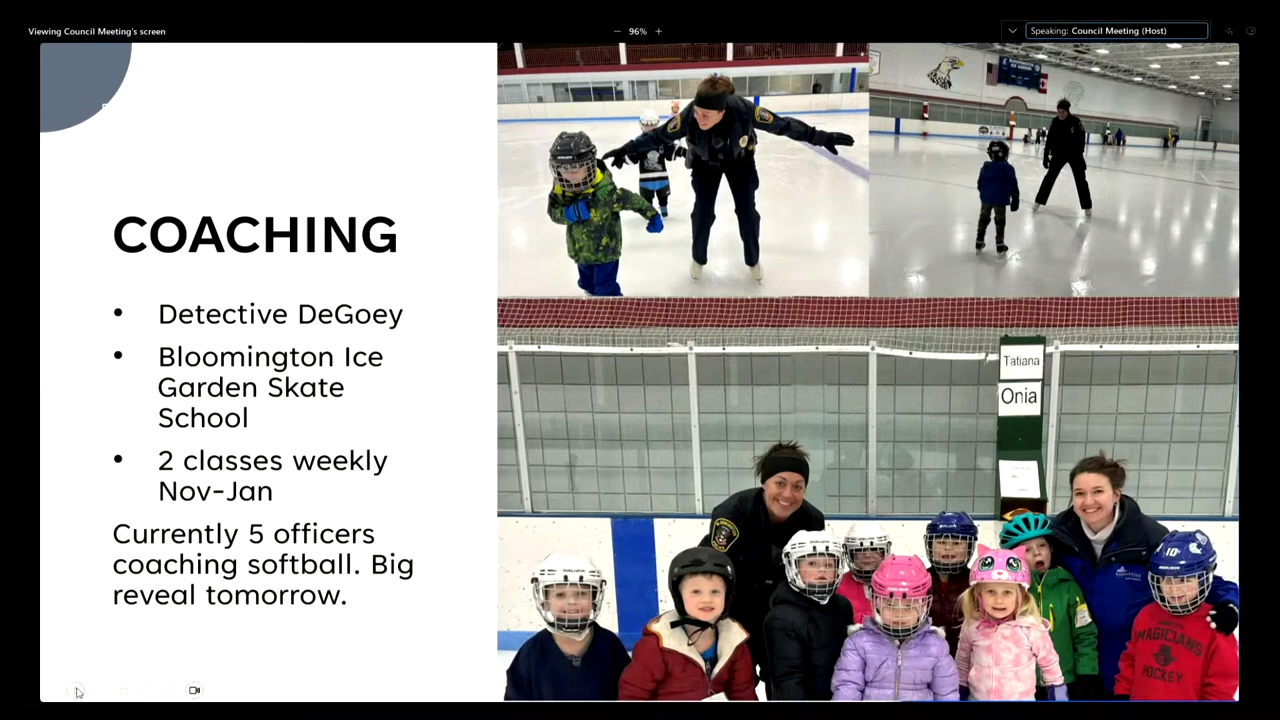 Viewing Council Meeting's screen
96%
Speaking: Council Meeting (Host)
COACHING
• Detective DeGoey
• Bloomington Ice
Garden Skate
School
• 2 classes weekly
Nov-Jan
Currently 5 officers
coaching softball. Big
reveal tomorrow.
Tatiana
Onia
MAGICIANS
HOCKEY
10